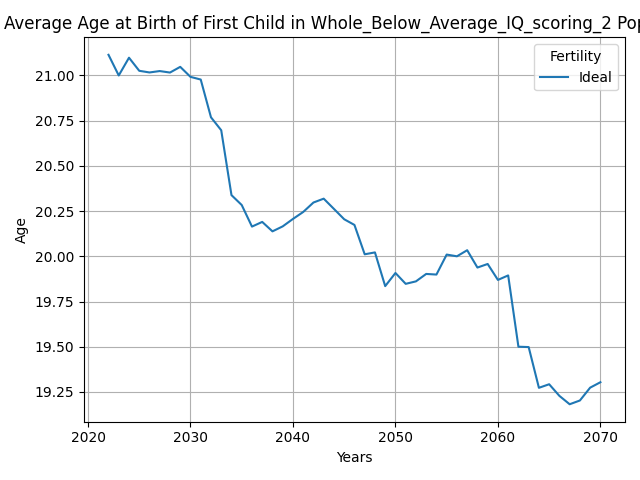 Average Age at Birth of First Child in Whole_Below_Average_IQ_scoring_2
Fertility
Ideal
21.00
20.75
20.50
20.25
20.00
19.75
19.50
19.25
Age
2020 2030 2040 2050 2060 2070
Years